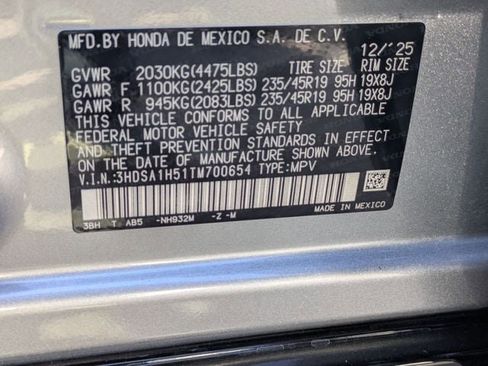 MFD.BY HONDA DE MEXICO S.A. DE C.V.
12/'25
GVWR 2030KG(4475LBS) TIRE SIZE RIM SIZE
GAWR F 1100KG(2425LBS) 235/45R19 95H 19X8J
GAWR R 945KG(2083LBS) 235/45R19 95H 19X8J
THIS VEHICLE CONFORMS TO ALL APPLICABLE
FEDERAL MOTOR VEHICLE SAFETY
AND THEFT PREVENTION STANDARDS IN EFFECT
ON THE DATE OF MANUFACTURE SHOWN ABOVE.
V.I.N:3HDSA1H51TM700654 TYPE:MPV
3BH T AB5 -NH932M -Z -M
MADE IN MEXICO